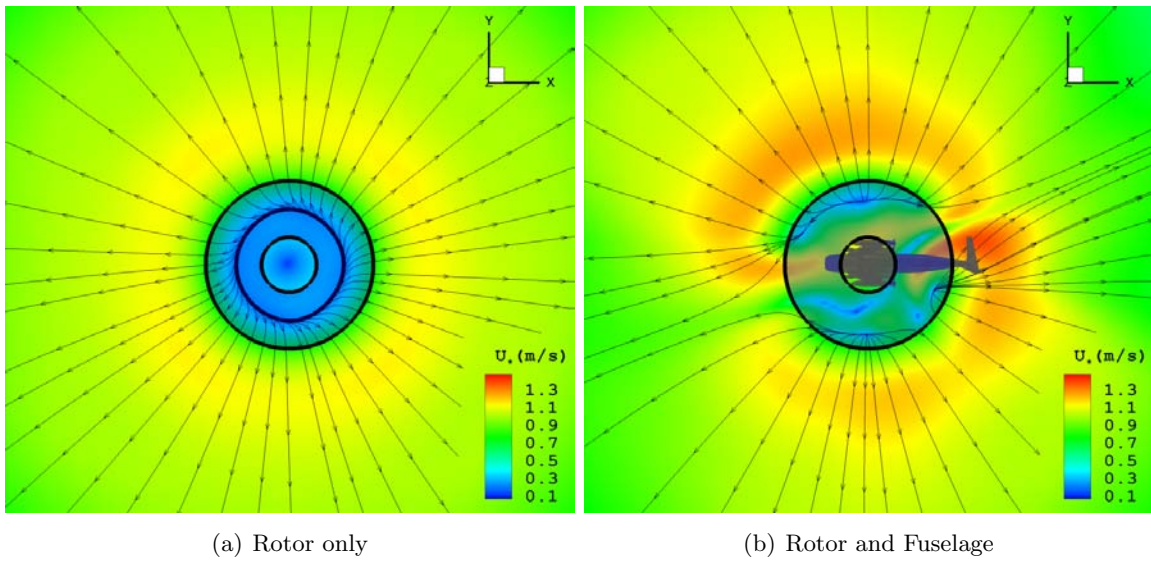 Y
Z X
U* (m/s)
1.3
1.1
0.9
0.7
0.5
0.3
0.1
(a) Rotor only
Y
Z X
U* (m/s)
1.3
1.1
0.9
0.7
0.5
0.3
0.1
(b) Rotor and Fuselage